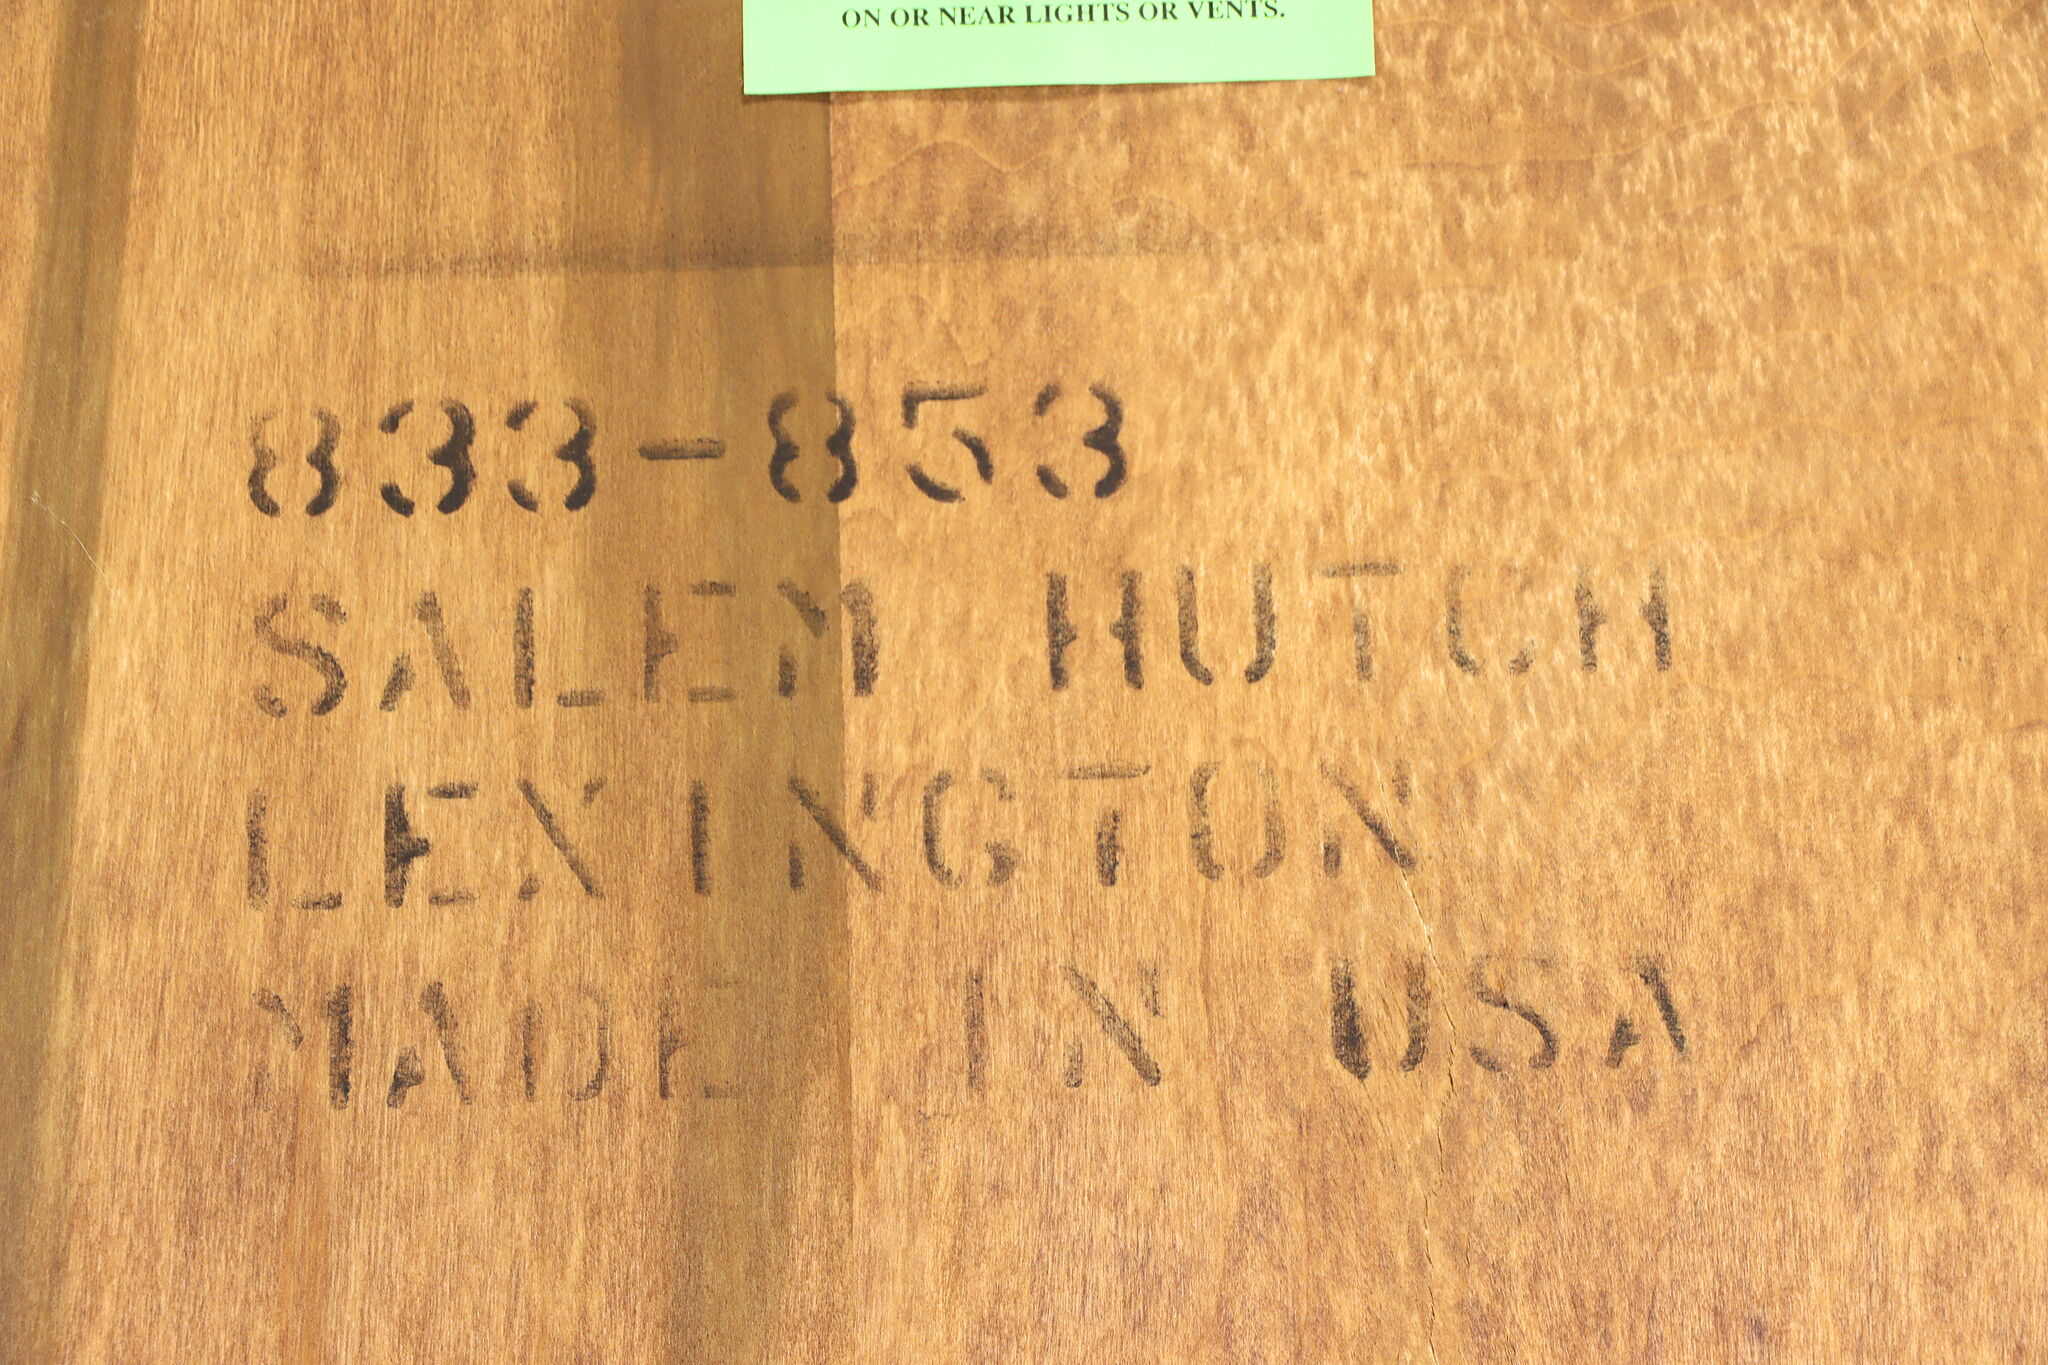 ON OR NEAR LIGHTS OR VENTS.
833-853
SALEM HUTCH
LEXINGTON
MADE IN USA